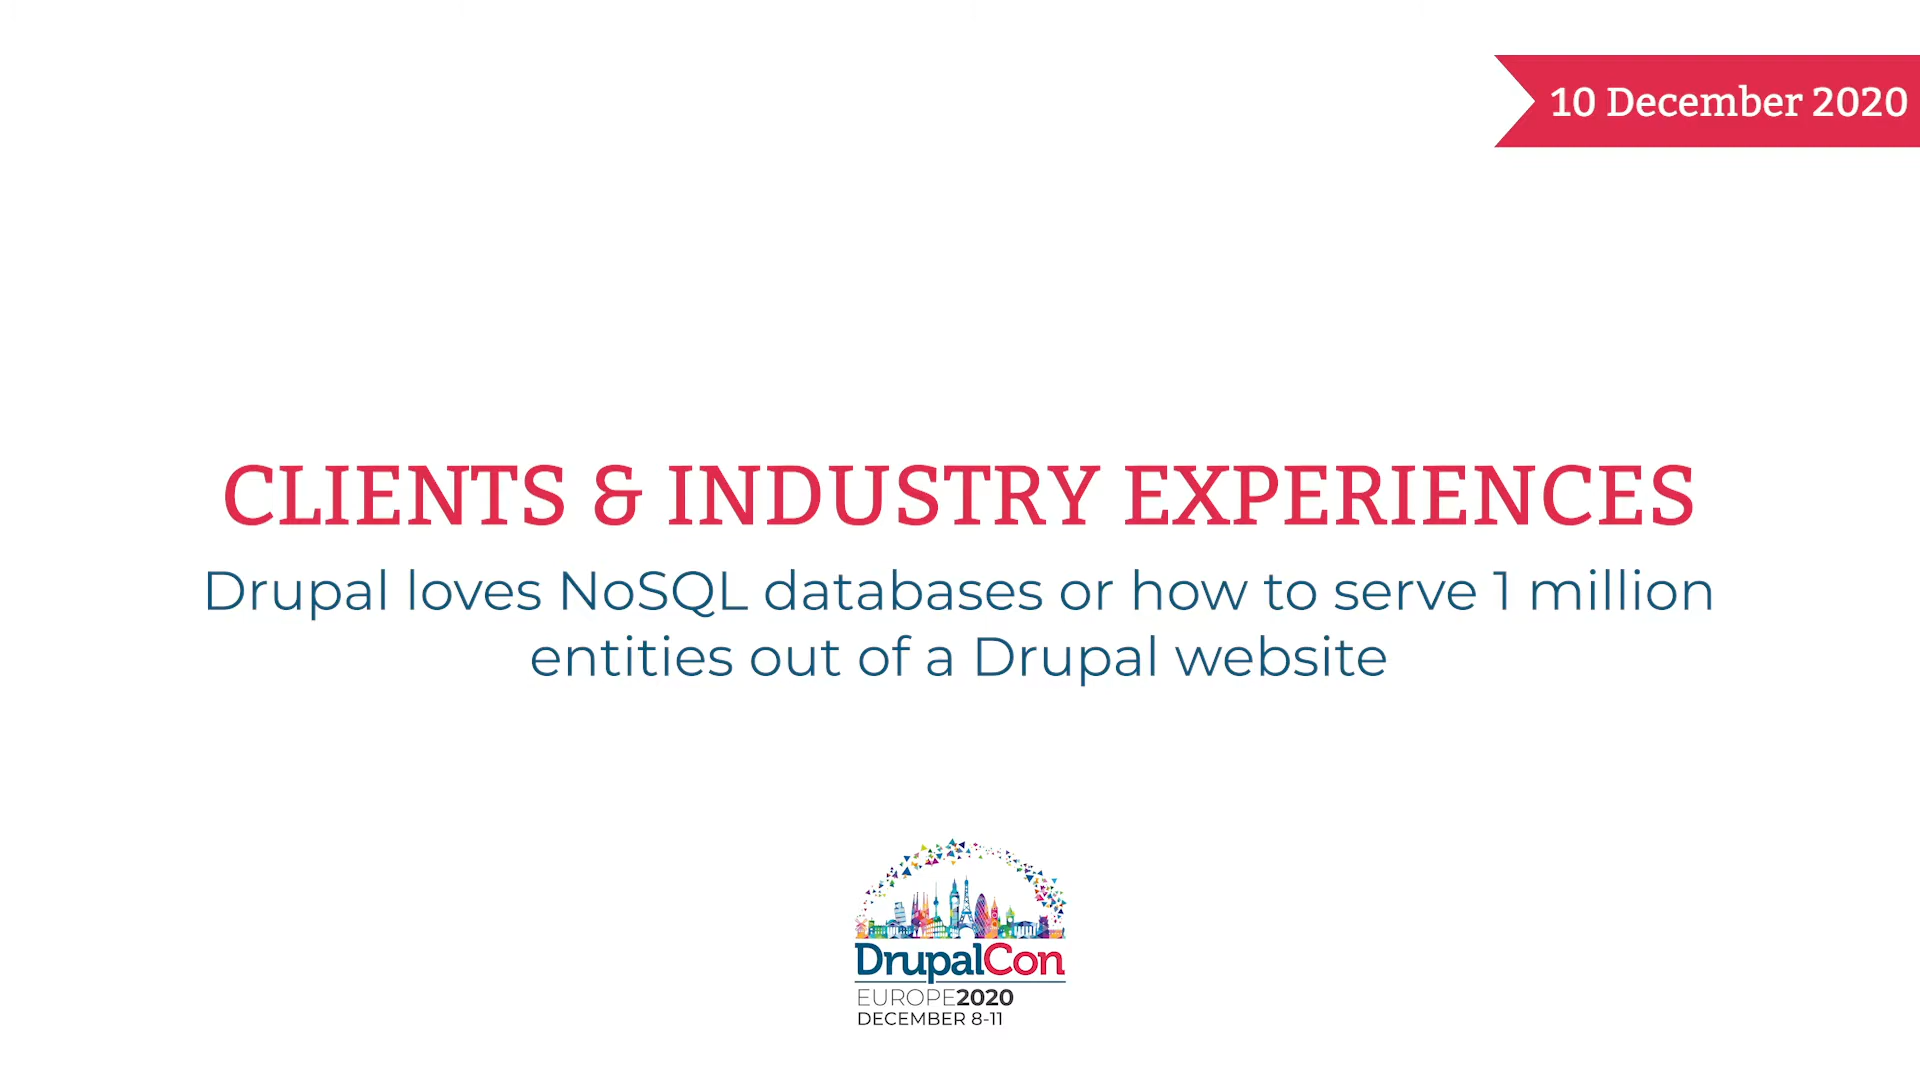 10 December 2020
CLIENTS & INDUSTRY EXPERIENCES
Drupal loves NoSQL databases or how to serve 1 million
entities out of a Drupal website
DrupalCon
EUROPE2020
DECEMBER 8-11